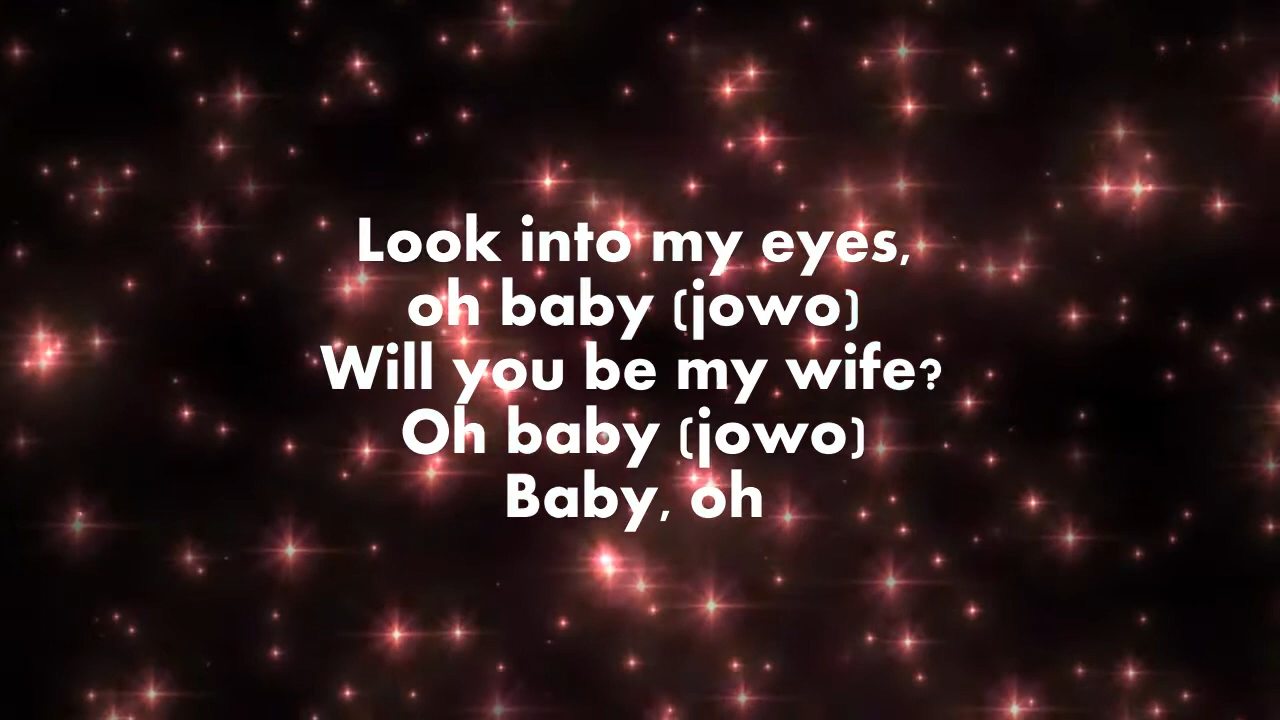 Look into my eyes,
oh baby (jowo)
Will you be my wife?
Oh baby (jowo)
Baby, oh